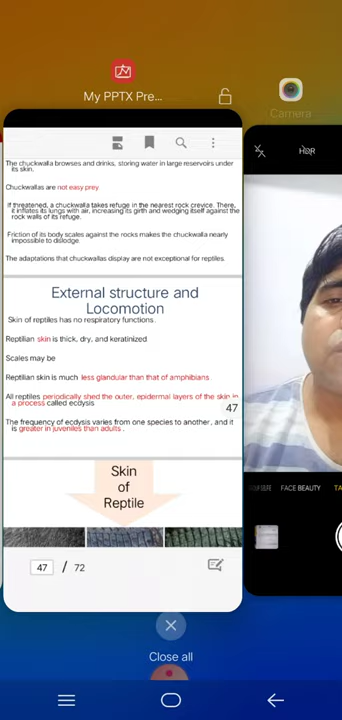 My PPTX Pre...
Camera
The chuckwalla browses and drinks, storing water in large reservoirs under
its skin.
Chuckwallas are not easy prey
If threatened, a chuckwalla takes refuge in the nearest rock crevice. There,
it inflates its lungs with air, increasing its girth and wedging itself against the
rock walls of its refuge.
Friction of its body scales against the rocks makes the chuckwalla nearly
impossible to dislodge.
The adaptations that chuckwallas display are not exceptional for reptiles.
External structure and
Locomotion
Skin of reptiles has no respiratory functions.
Reptilian skin is thick, dry, and keratinized
Scales may be
Reptilian skin is much less glandular than that of amphibians
All reptiles periodically shed the outer, epidermal layers of the skin in
a process called ecdysis
47
The frequency of ecdysis varies from one species to another, and it
is greater in juveniles than adults .
Skin
of
Reptile
47 / 72
FACE BEAUTY
TA
Close all